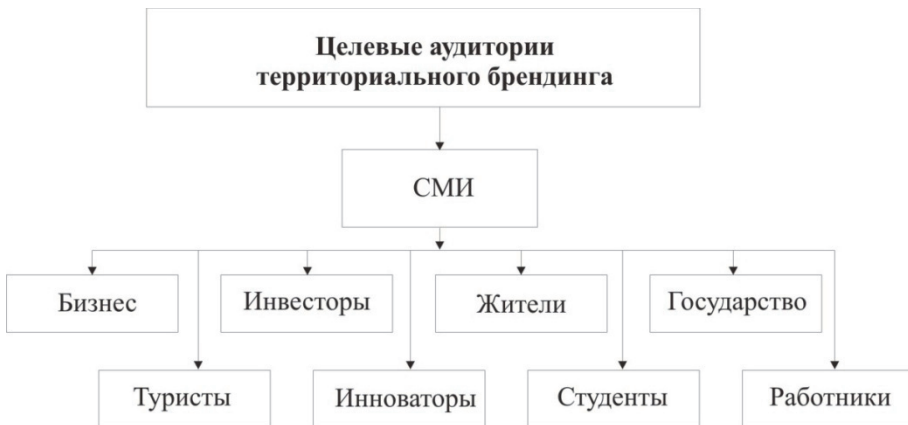 Целевые аудитории
территориального брендинга
СМИ
Бизнес
Инвесторы
Жители
Государство
Туристы
Инноваторы
Студенты
Работники